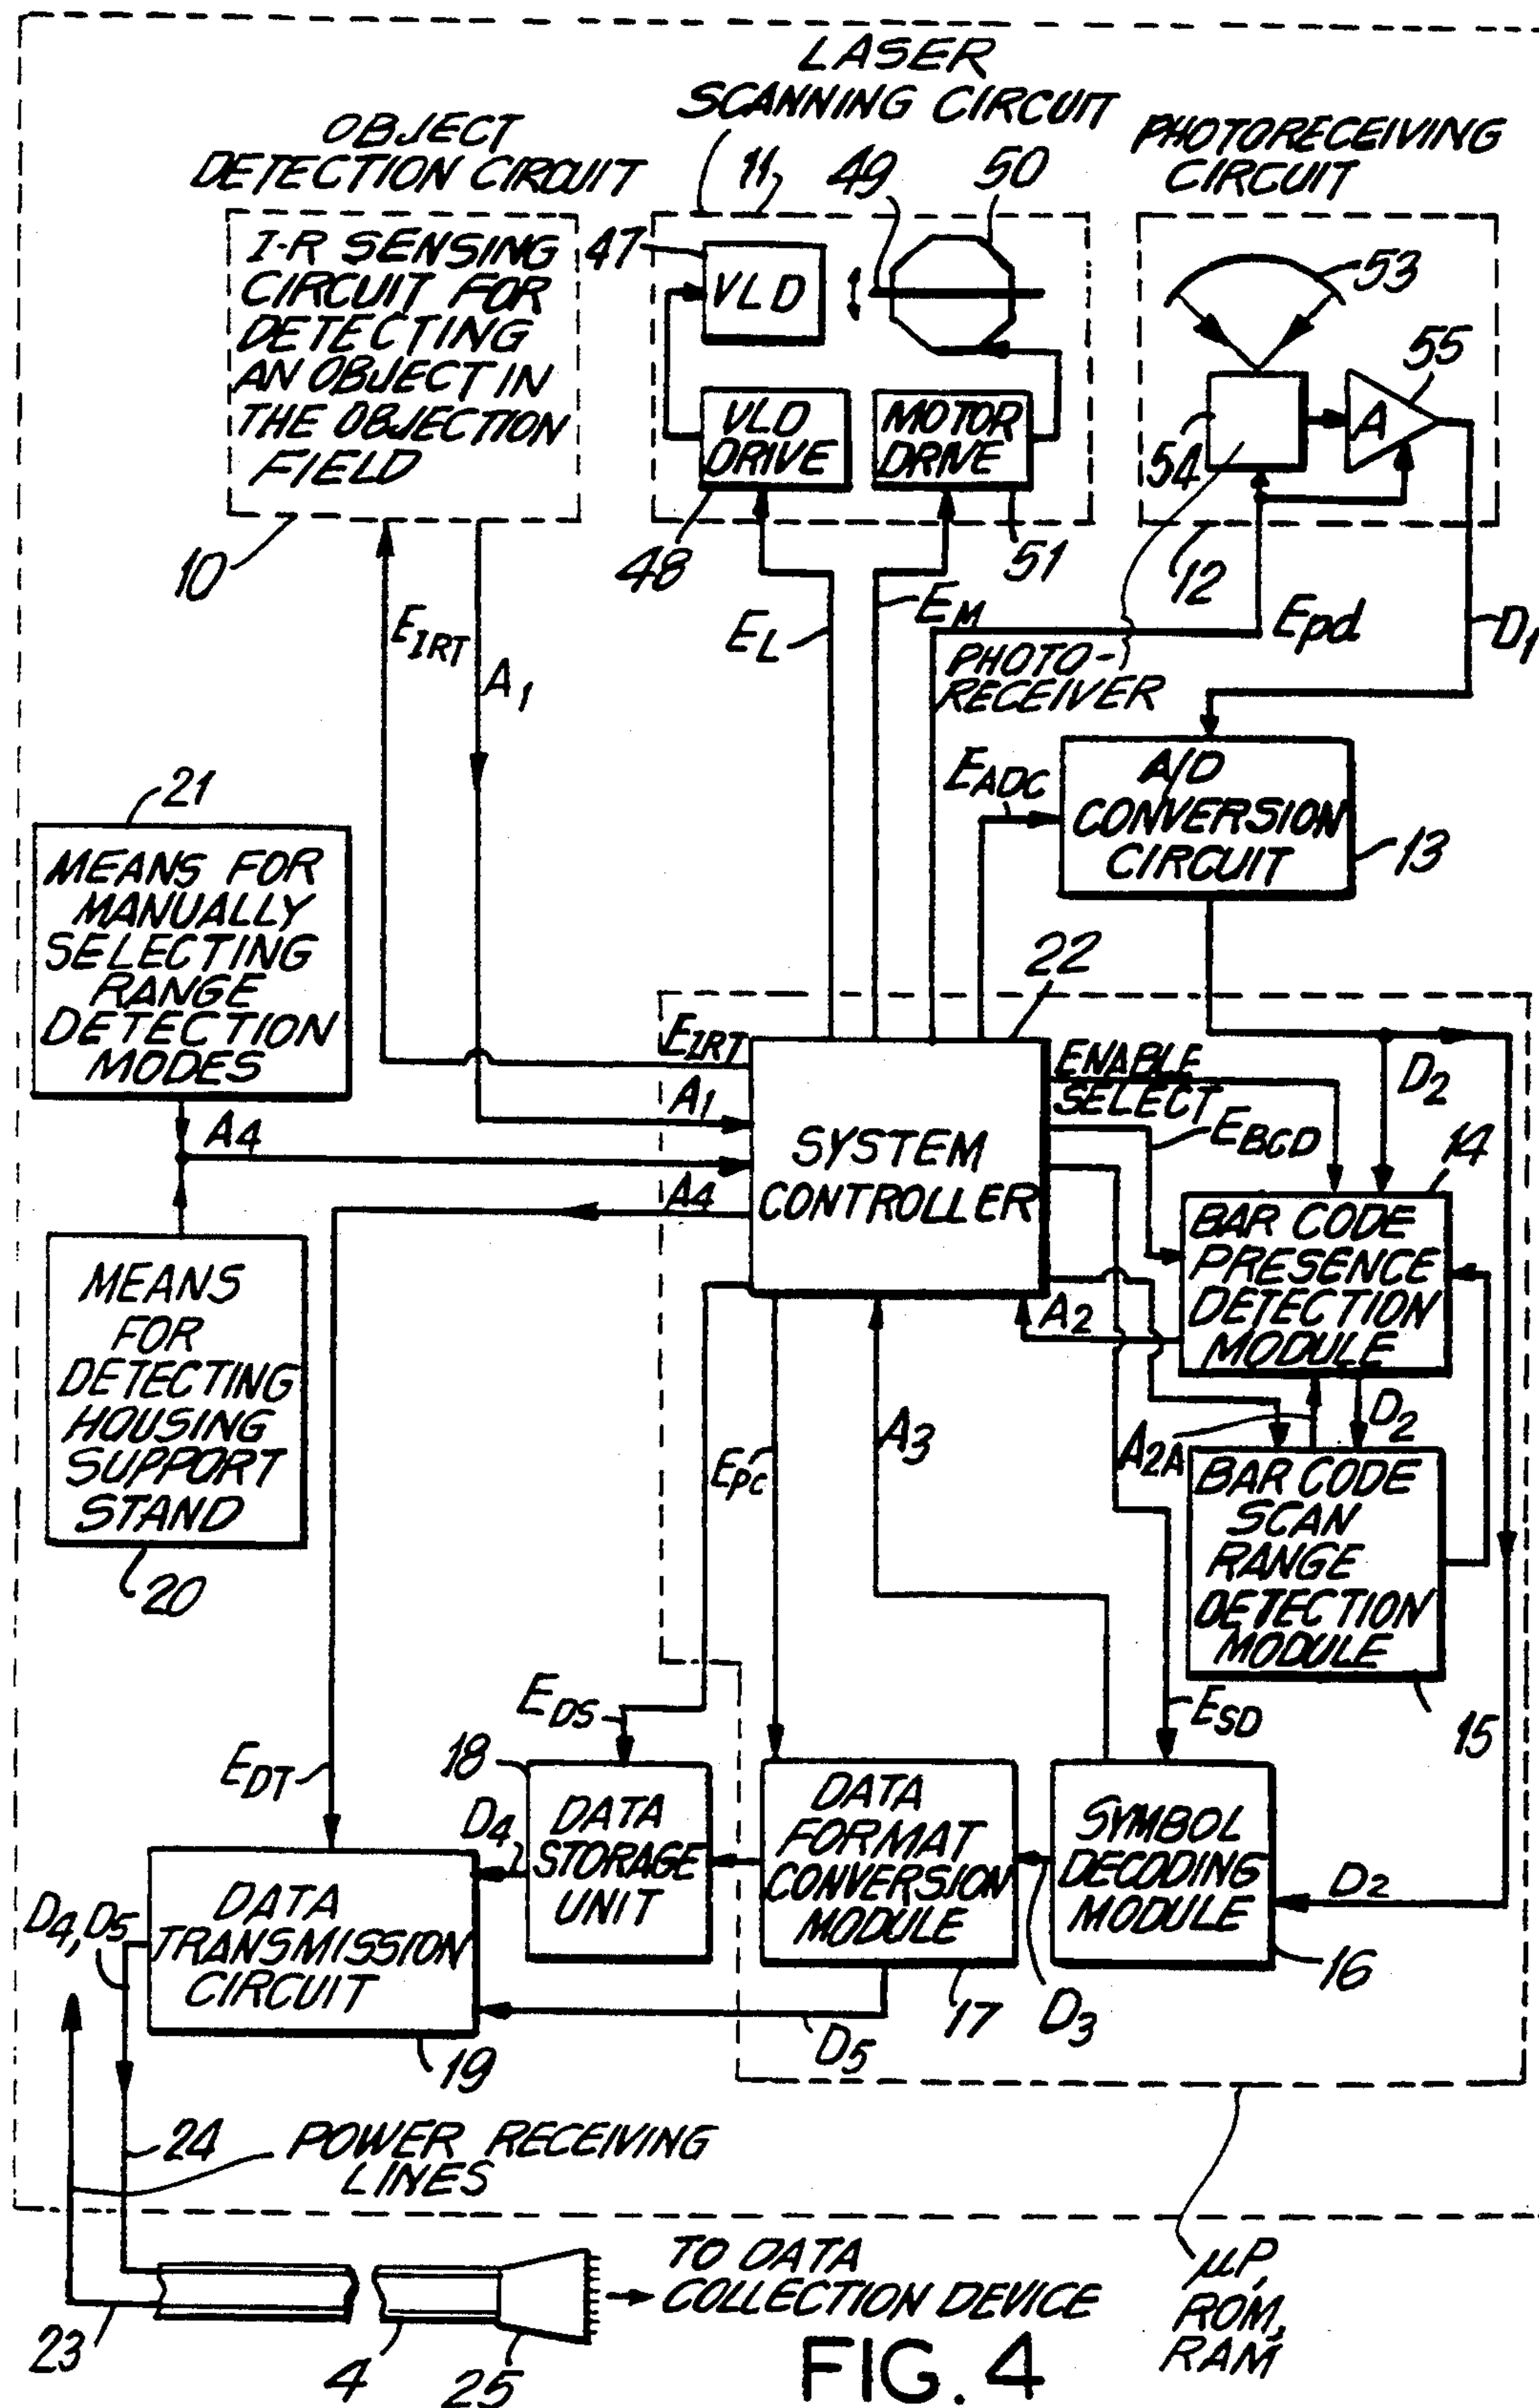 LASER
SCANNING CIRCUIT
OBJECT
DETECTION CIRCUIT
PHOTORECEIVING
CIRCUIT
11
49
50
I-R SENSING
CIRCUIT FOR
DETECTING
AN OBJECT IN
THE OBJECTION
FIELD
47
VLD
53
55
VLD
DRIVE
MOTOR
DRIVE
54
A
10
48
51
12
EIRT
A1
EL
EM
Epd
D1
PHOTO-
RECEIVER
21
MEANS FOR
MANUALLY
SELECTING
RANGE
DETECTION
MODES
EADC
A/D
CONVERSION
CIRCUIT
13
22
EIRT
A1
A4
A4
SYSTEM
CONTROLLER
ENABLE
SELECT
EBCD
D2
14
BAR CODE
PRESENCE
DETECTION
MODULE
A2
MEANS
FOR
DETECTING
HOUSING
SUPPORT
STAND
20
Epc
A3
A2A
D2
BAR CODE
SCAN
RANGE
DETECTION
MODULE
15
EDS
ESD
EDT
18
D4
DATA
STORAGE
UNIT
DATA
FORMAT
CONVERSION
MODULE
SYMBOL
DECODING
MODULE
D2
D4, D5
DATA
TRANSMISSION
CIRCUIT
19
D5
17
D3
16
24
POWER RECEIVING
LINES
TO DATA
COLLECTION DEVICE
µP,
ROM,
RAM
23
4
25
FIG. 4